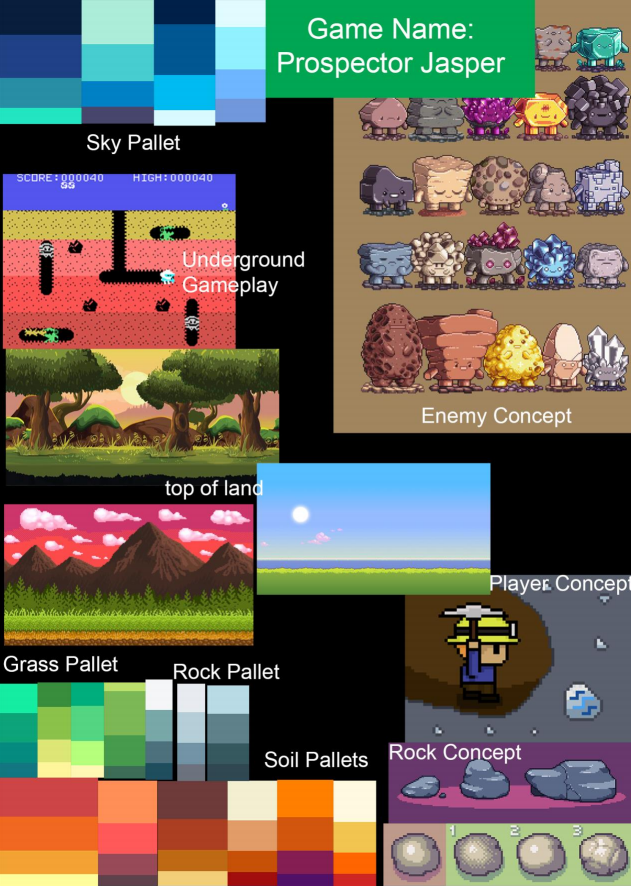 Game Name:
Prospector Jasper
Sky Pallet
SCORE:000040 HIGH:000040
Underground
Gameplay
Enemy Concept
top of land
Player Concept
Grass Pallet
Rock Pallet
Soil Pallets
Rock Concept
1 2 3